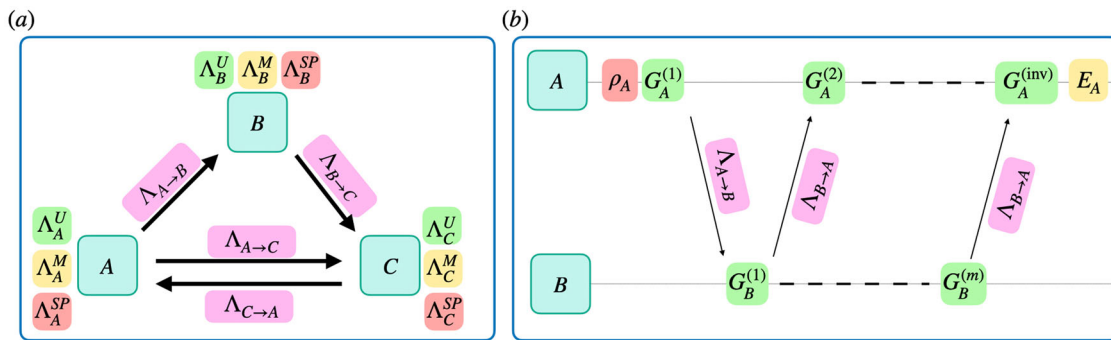 (a)
Λ_B^U Λ_B^M Λ_B^SP
B
Λ_A→B
Λ_B→C
Λ_A^U
Λ_A^M
Λ_A^SP
A
Λ_A→C
Λ_C→A
C
Λ_C^U
Λ_C^M
Λ_C^SP
(b)
A ρ_A G_A^(1) G_A^(2) G_A^(inv) E_A
Λ_A→B
Λ_B→A
Λ_B→A
B G_B^(1) G_B^(m)